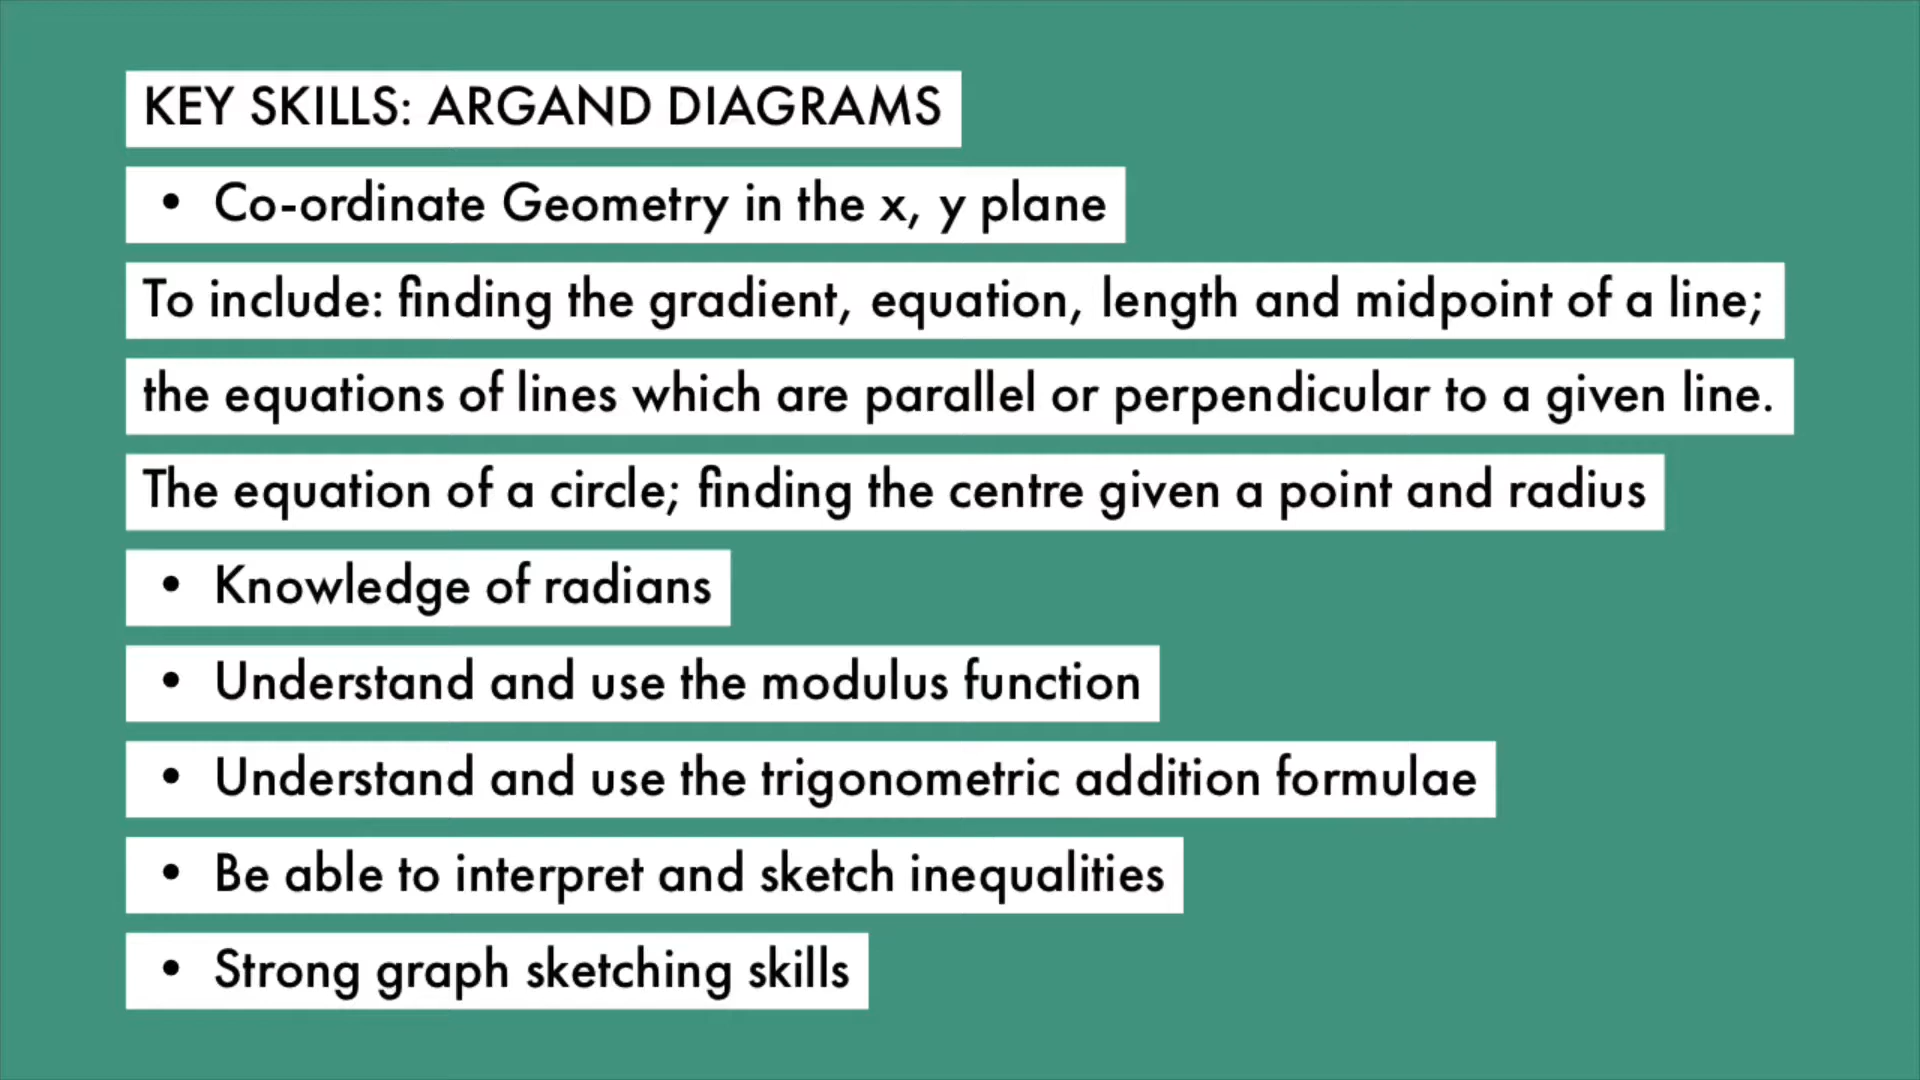 KEY SKILLS: ARGAND DIAGRAMS
• Co-ordinate Geometry in the x, y plane
To include: finding the gradient, equation, length and midpoint of a line;
the equations of lines which are parallel or perpendicular to a given line.
The equation of a circle; finding the centre given a point and radius
• Knowledge of radians
• Understand and use the modulus function
• Understand and use the trigonometric addition formulae
• Be able to interpret and sketch inequalities
• Strong graph sketching skills